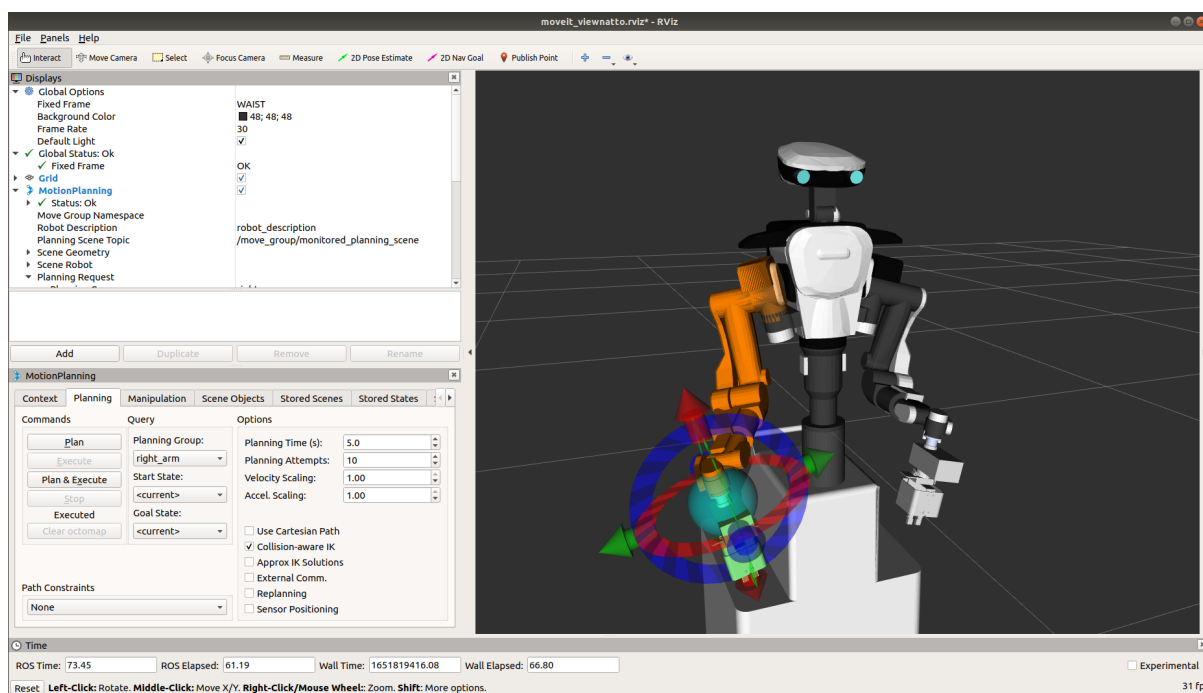 moveit_viewnatto.rviz* - RViz
File Panels Help
Interact Move Camera Select Focus Camera Measure 2D Pose Estimate 2D Nav Goal Publish Point
Displays
Global Options
Fixed Frame WAIST
Background Color 48; 48; 48
Frame Rate 30
Default Light
Global Status: Ok
Fixed Frame OK
Grid
MotionPlanning
Status: Ok
Move Group Namespace
Robot Description robot_description
Planning Scene Topic /move_group/monitored_planning_scene
Scene Geometry
Scene Robot
Planning Request
Add Duplicate Remove Rename
MotionPlanning
Context Planning Manipulation Scene Objects Stored Scenes Stored States
Commands Query Options
Plan Planning Group: Planning Time (s): 5.0
Execute right_arm Planning Attempts: 10
Plan & Execute Start State: Velocity Scaling: 1.00
Stop <current> Accel. Scaling: 1.00
Executed Goal State:
Clear octomap <current> Use Cartesian Path
Collision-aware IK
Approx IK Solutions
External Comm.
Path Constraints Replanning
None Sensor Positioning
Time
ROS Time: 73.45 ROS Elapsed: 61.19 Wall Time: 1651819416.08 Wall Elapsed: 66.80 Experimental
Reset Left-Click: Rotate. Middle-Click: Move X/Y. Right-Click/Mouse Wheel:: Zoom. Shift: More options. 31 fp